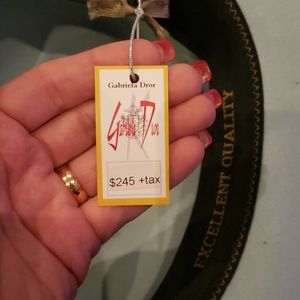 Gabriela Dror
$245 +tax
EXCELLENT QUALITY